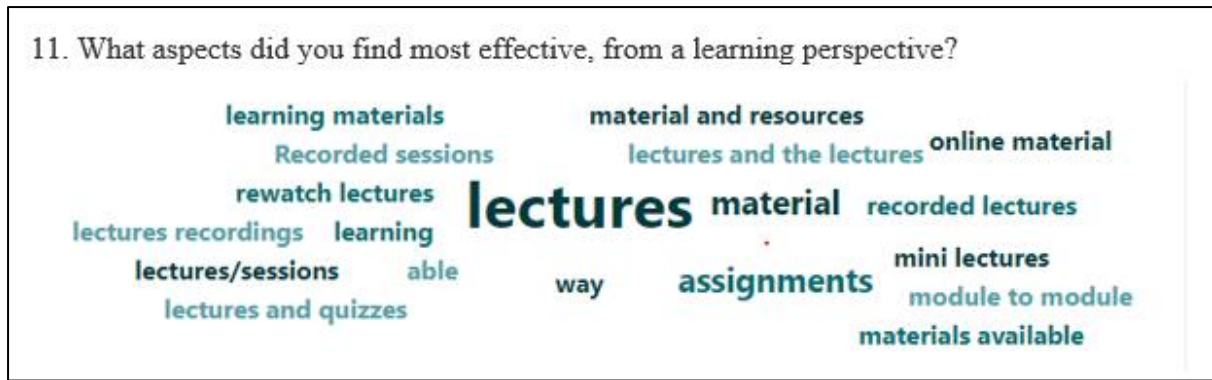 11. What aspects did you find most effective, from a learning perspective?
learning materials
material and resources
online material
Recorded sessions
lectures and the lectures
rewatch lectures
lectures
material
recorded lectures
lectures recordings
learning
lectures/sessions
able
way
assignments
mini lectures
module to module
lectures and quizzes
materials available